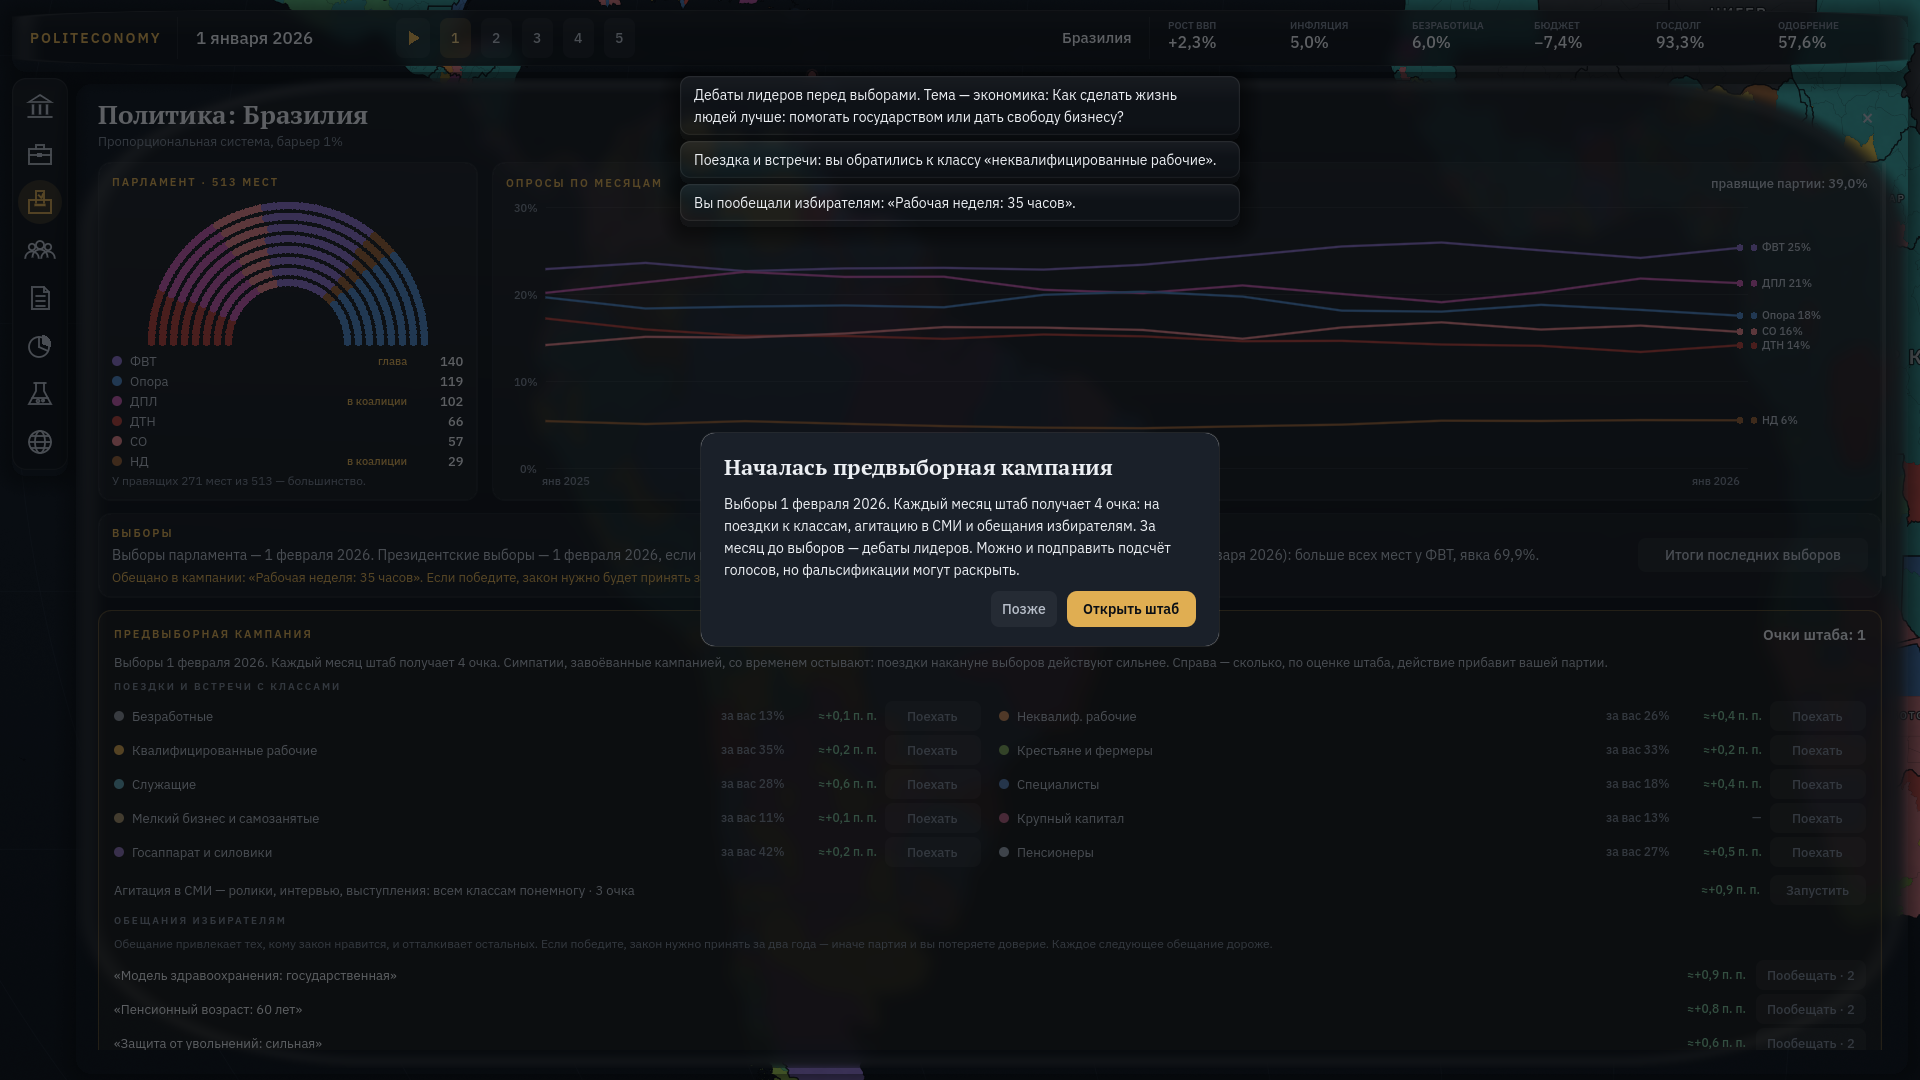 POLITECONOMY
1 января 2026
1
2
3
4
5
Бразилия
РОСТ ВВП
+2,3%
ИНФЛЯЦИЯ
5,0%
БЕЗРАБОТИЦА
6,0%
БЮДЖЕТ
−7,4%
ГОСДОЛГ
93,3%
ОДОБРЕНИЕ
57,6%
Дебаты лидеров перед выборами. Тема — экономика: Как сделать жизнь
людей лучше: помогать государством или дать свободу бизнесу?
Поездка и встречи: вы обратились к классу «неквалифицированные рабочие».
Вы пообещали избирателям: «Рабочая неделя: 35 часов».
Политика: Бразилия
Пропорциональная система, барьер 1%
×
ПАРЛАМЕНТ · 513 МЕСТ
ФВТ глава 140
Опора 119
ДПЛ в коалиции 102
ДТН 66
СО 57
НД в коалиции 29
У правящих 271 мест из 513 — большинство.
ОПРОСЫ ПО МЕСЯЦАМ
правящие партии: 39,0%
30%
20%
10%
0%
янв 2025
янв 2026
ФВТ 25%
ДПЛ 21%
Опора 18%
СО 16%
ДТН 14%
НД 6%
Началась предвыборная кампания
Выборы 1 февраля 2026. Каждый месяц штаб получает 4 очка: на
поездки к классам, агитацию в СМИ и обещания избирателям. За
месяц до выборов — дебаты лидеров. Можно и подправить подсчёт
голосов, но фальсификации могут раскрыть.
Позже
Открыть штаб
ВЫБОРЫ
Выборы парламента — 1 февраля 2026. Президентские выборы — 1 февраля 2026, если
варя 2026): больше всех мест у ФВТ, явка 69,9%.
Итоги последних выборов
Обещано в кампании: «Рабочая неделя: 35 часов». Если победите, закон нужно будет принять з
ПРЕДВЫБОРНАЯ КАМПАНИЯ
Очки штаба: 1
Выборы 1 февраля 2026. Каждый месяц штаб получает 4 очка. Симпатии, завоёванные кампанией, со временем остывают: поездки накануне выборов действуют сильнее. Справа — сколько, по оценке штаба, действие прибавит вашей партии.
ПОЕЗДКИ И ВСТРЕЧИ С КЛАССАМИ
Безработные за вас 13% ≈+0,1 п. п. Поехать
Неквалиф. рабочие за вас 26% ≈+0,4 п. п. Поехать
Квалифицированные рабочие за вас 35% ≈+0,2 п. п. Поехать
Крестьяне и фермеры за вас 33% ≈+0,2 п. п. Поехать
Служащие за вас 28% ≈+0,6 п. п. Поехать
Специалисты за вас 18% ≈+0,4 п. п. Поехать
Мелкий бизнес и самозанятые за вас 11% ≈+0,1 п. п. Поехать
Крупный капитал за вас 13% — Поехать
Госаппарат и силовики за вас 42% ≈+0,2 п. п. Поехать
Пенсионеры за вас 27% ≈+0,5 п. п. Поехать
Агитация в СМИ — ролики, интервью, выступления: всем классам понемногу · 3 очка ≈+0,9 п. п. Запустить
ОБЕЩАНИЯ ИЗБИРАТЕЛЯМ
Обещание привлекает тех, кому закон нравится, и отталкивает остальных. Если победите, закон нужно принять за два года — иначе партия и вы потеряете доверие. Каждое следующее обещание дороже.
«Модель здравоохранения: государственная» ≈+0,9 п. п. Пообещать · 2
«Пенсионный возраст: 60 лет» ≈+0,8 п. п. Пообещать · 2
«Защита от увольнений: сильная» ≈+0,6 п. п. Пообещать · 2